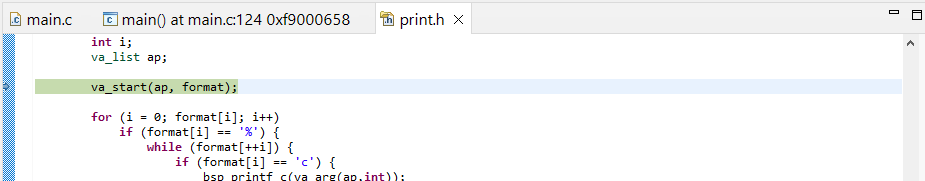 main.c main() at main.c:124 0xf9000658 print.h
int i;
va_list ap;
va_start(ap, format);
for (i = 0; format[i]; i++)
if (format[i] == '%') {
while (format[++i]) {
if (format[i] == 'c') {
bsp_printf_c(va_arg(ap,int));